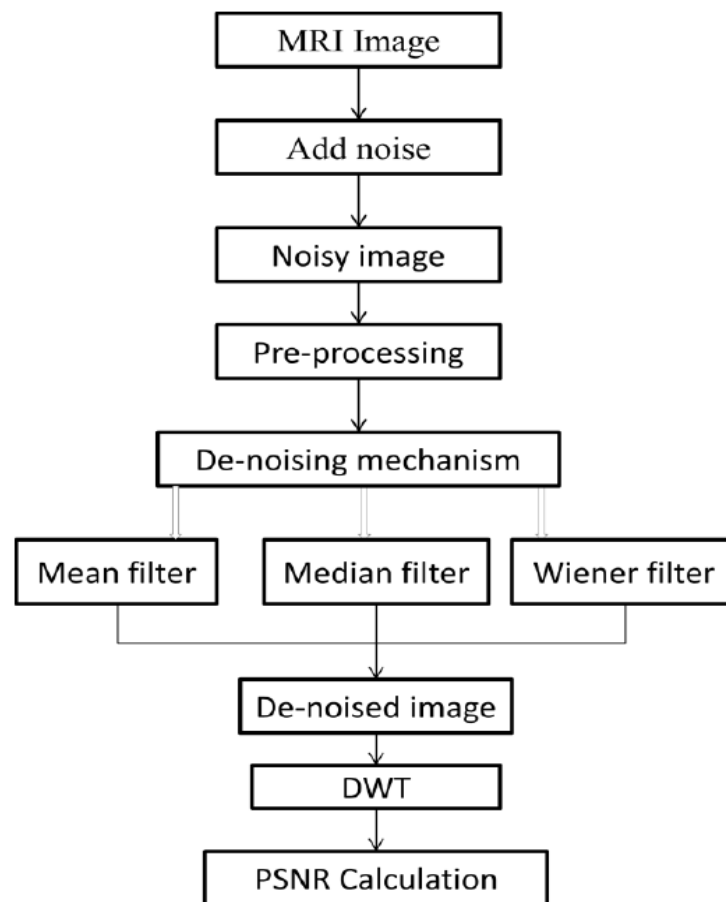 MRI Image
Add noise
Noisy image
Pre-processing
De-noising mechanism
Mean filter
Median filter
Wiener filter
De-noised image
DWT
PSNR Calculation